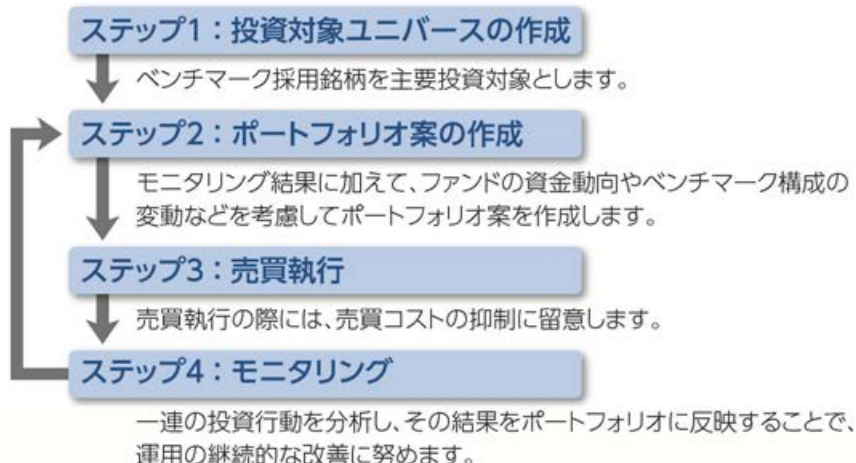 ステップ1：投資対象ユニバースの作成
ベンチマーク採用銘柄を主要投資対象とします。
ステップ2：ポートフォリオ案の作成
モニタリング結果に加えて、ファンドの資金動向やベンチマーク構成の
変動などを考慮してポートフォリオ案を作成します。
ステップ3：売買執行
売買執行の際には、売買コストの抑制に留意します。
ステップ4：モニタリング
一連の投資行動を分析し、その結果をポートフォリオに反映することで、
運用の継続的な改善に努めます。